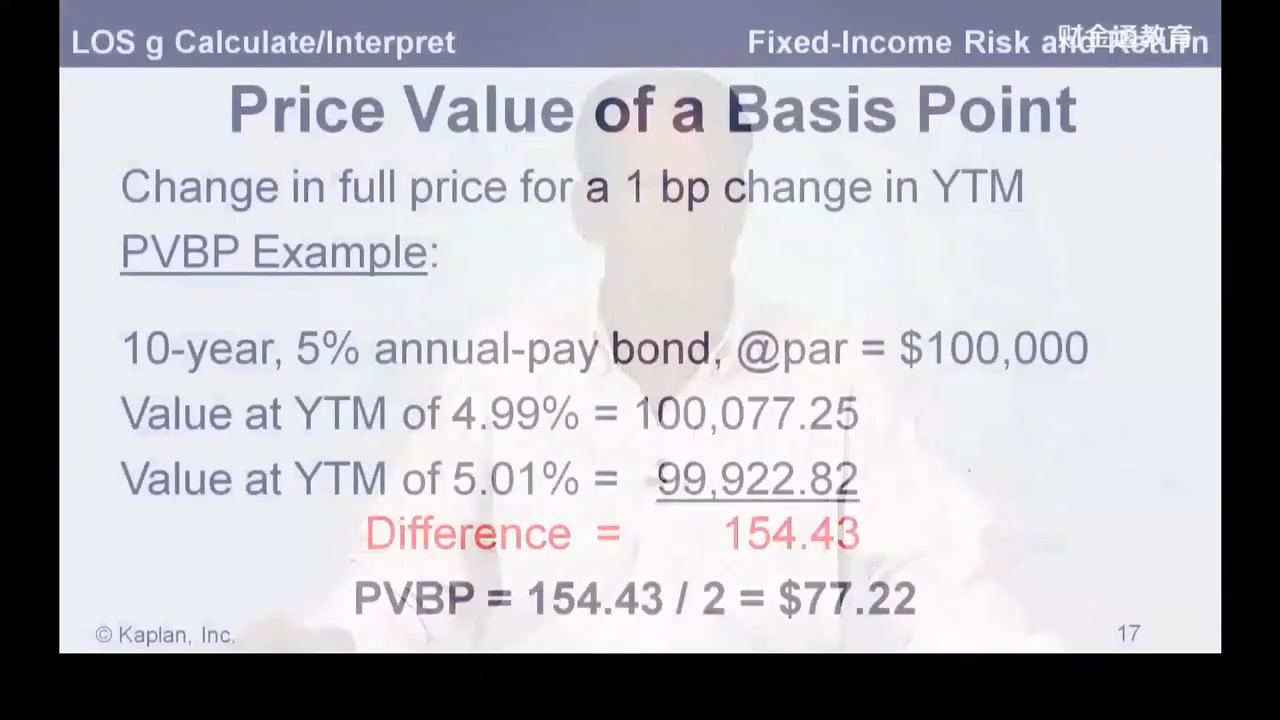 LOS g Calculate/Interpret
Fixed-Income Risk and Return
财金通教育
Price Value of a Basis Point
Change in full price for a 1 bp change in YTM
PVBP Example:
10-year, 5% annual-pay bond, @par = $100,000
Value at YTM of 4.99% = 100,077.25
Value at YTM of 5.01% = 99,922.82
Difference = 154.43
PVBP = 154.43 / 2 = $77.22
© Kaplan, Inc.
17